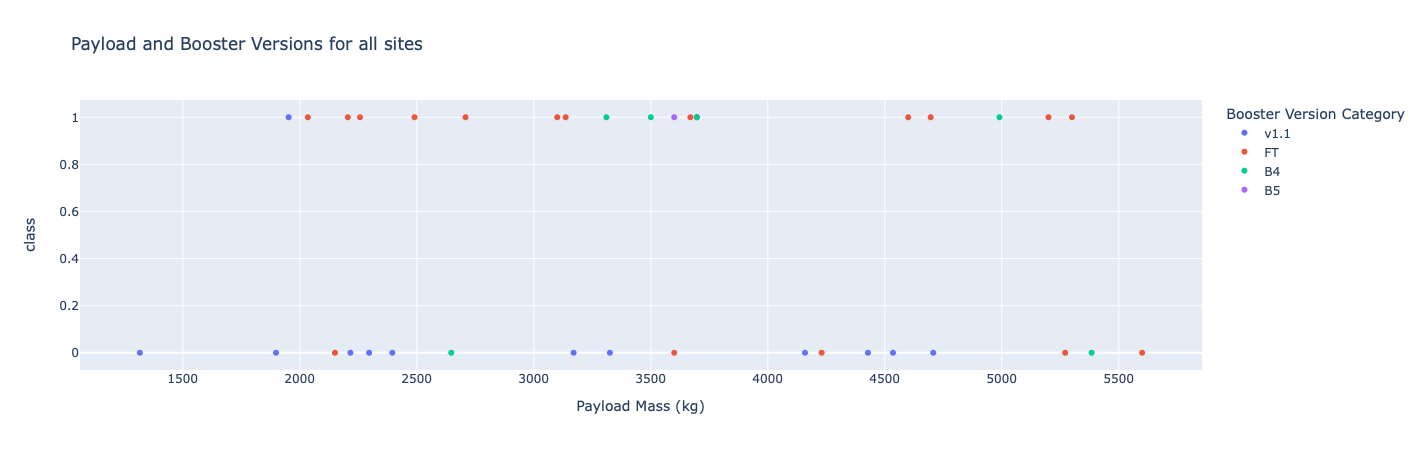 Payload and Booster Versions for all sites
Booster Version Category
v1.1
FT
B4
B5
class
1
0.8
0.6
0.4
0.2
0
1500 2000 2500 3000 3500 4000 4500 5000 5500
Payload Mass (kg)